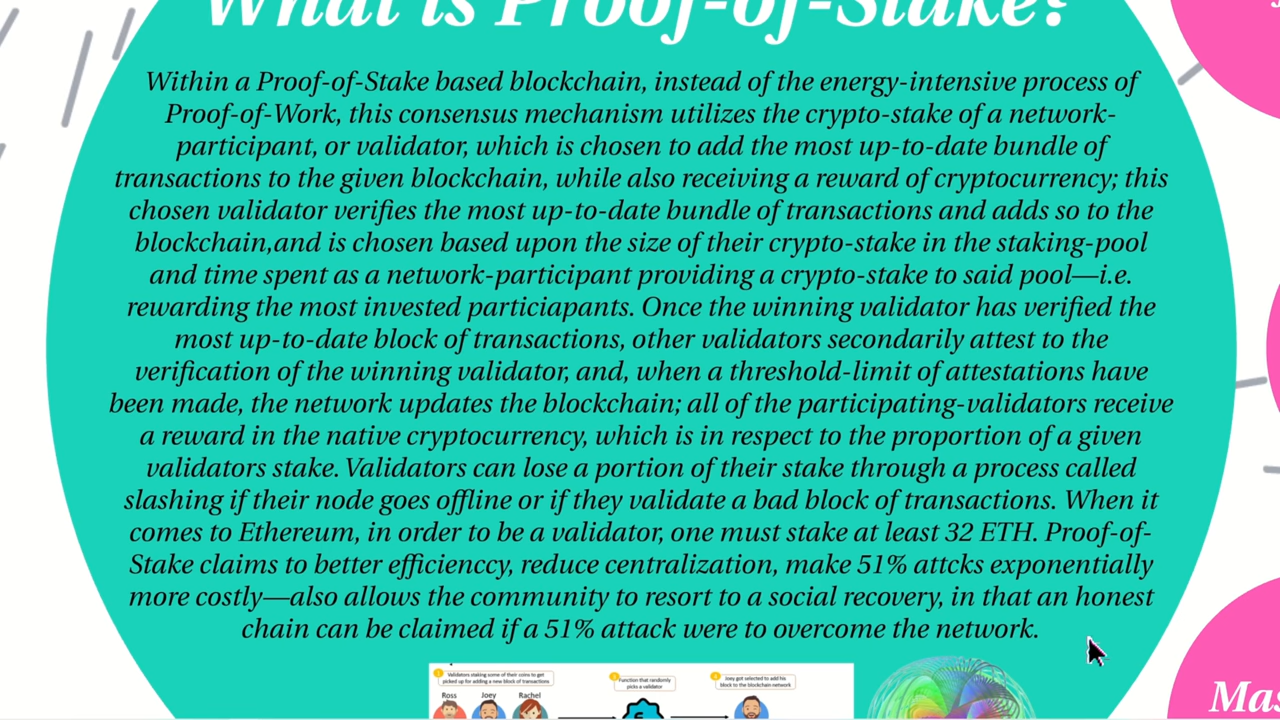 What is Proof-of-Stake?
Within a Proof-of-Stake based blockchain, instead of the energy-intensive process of
Proof-of-Work, this consensus mechanism utilizes the crypto-stake of a network-
participant, or validator, which is chosen to add the most up-to-date bundle of
transactions to the given blockchain, while also receiving a reward of cryptocurrency; this
chosen validator verifies the most up-to-date bundle of transactions and adds so to the
blockchain,and is chosen based upon the size of their crypto-stake in the staking-pool
and time spent as a network-participant providing a crypto-stake to said pool—i.e.
rewarding the most invested particiapants. Once the winning validator has verified the
most up-to-date block of transactions, other validators secondarily attest to the
verification of the winning validator, and, when a threshold-limit of attestations have
been made, the network updates the blockchain; all of the participating-validators receive
a reward in the native cryptocurrency, which is in respect to the proportion of a given
validators stake. Validators can lose a portion of their stake through a process called
slashing if their node goes offline or if they validate a bad block of transactions. When it
comes to Ethereum, in order to be a validator, one must stake at least 32 ETH. Proof-of-
Stake claims to better efficienccy, reduce centralization, make 51% attcks exponentially
more costly—also allows the community to resort to a social recovery, in that an honest
chain can be claimed if a 51% attack were to overcome the network.
Validators staking some of their coins to get
picked up for adding a new block of transactions
Function that randomly
picks a validator
Joey got selected to add his
block to the blockchain network
Ross Joey Rachel
Mas